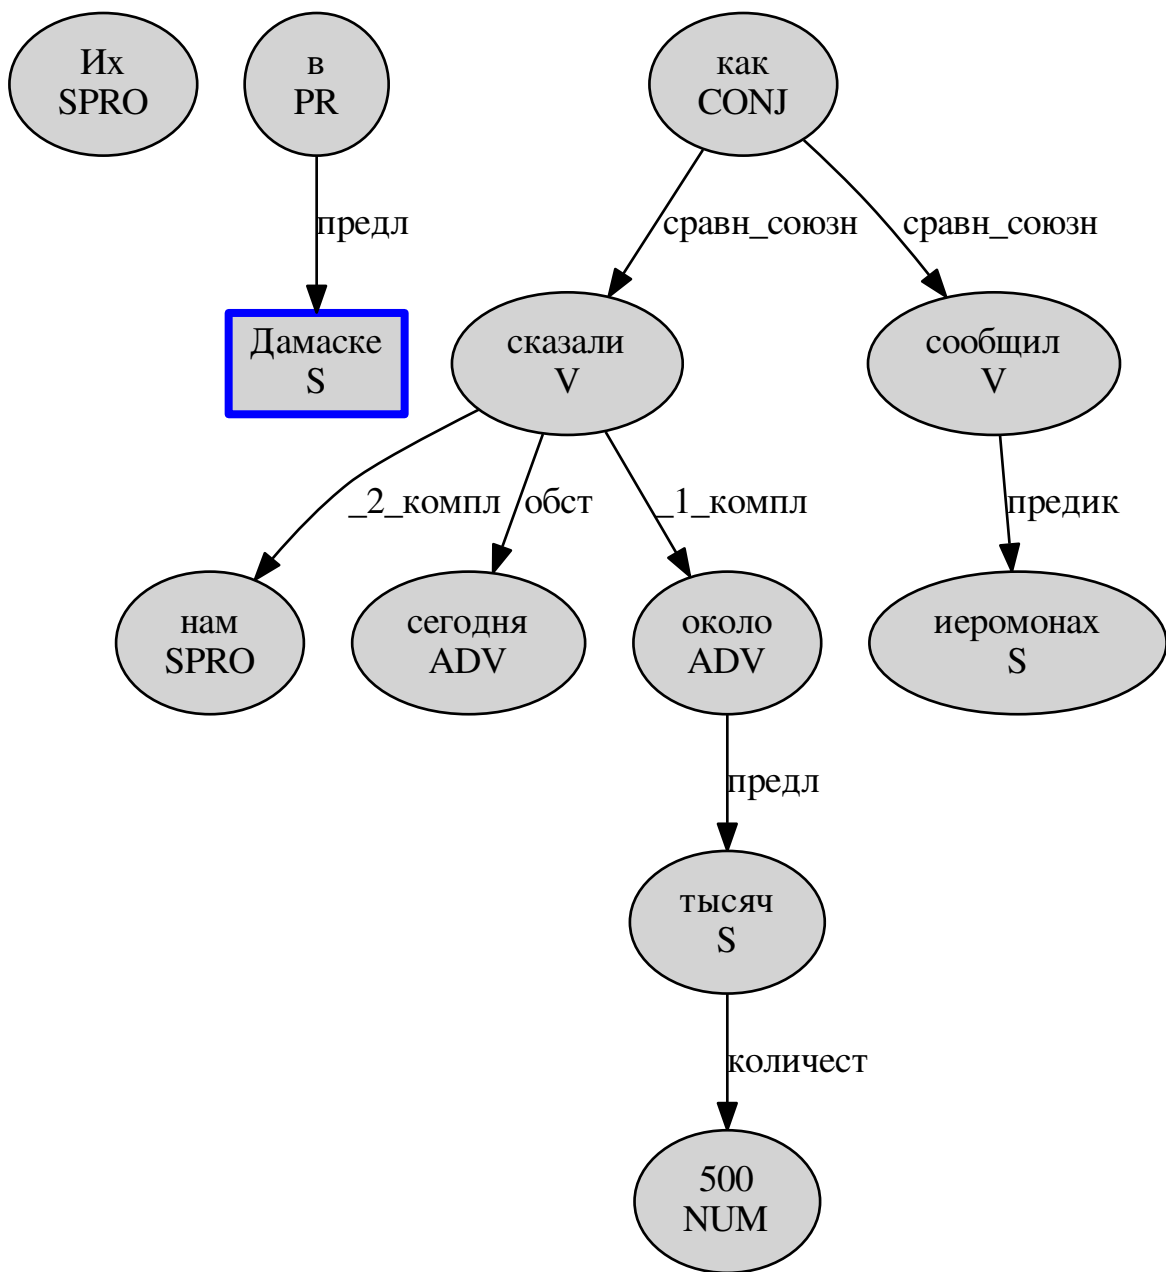 Их
SPRO
в
PR
как
CONJ
предл
сравн_союзн
сравн_союзн
Дамаске
S
сказали
V
сообщил
V
_2_компл
обст
_1_компл
предик
нам
SPRO
сегодня
ADV
около
ADV
иеромонах
S
предл
тысяч
S
количест
500
NUM